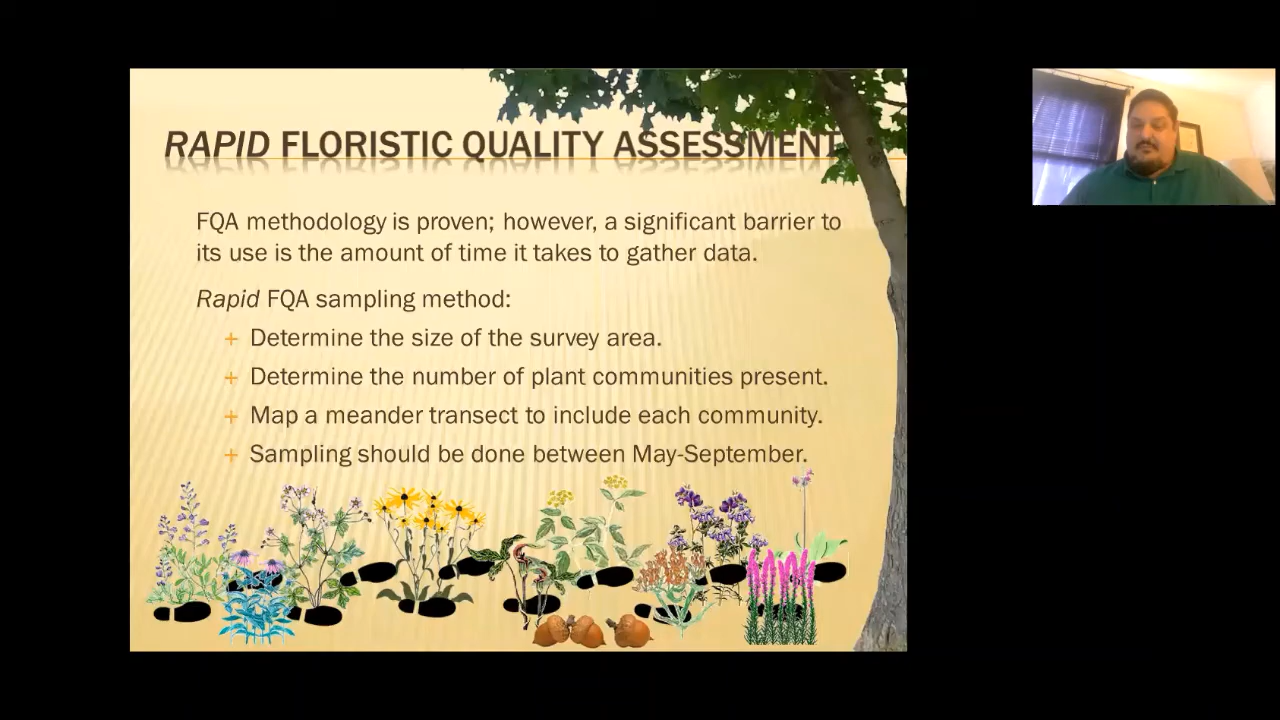 RAPID FLORISTIC QUALITY ASSESSMENT
FQA methodology is proven; however, a significant barrier to
its use is the amount of time it takes to gather data.
Rapid FQA sampling method:
+ Determine the size of the survey area.
+ Determine the number of plant communities present.
+ Map a meander transect to include each community.
+ Sampling should be done between May-September.